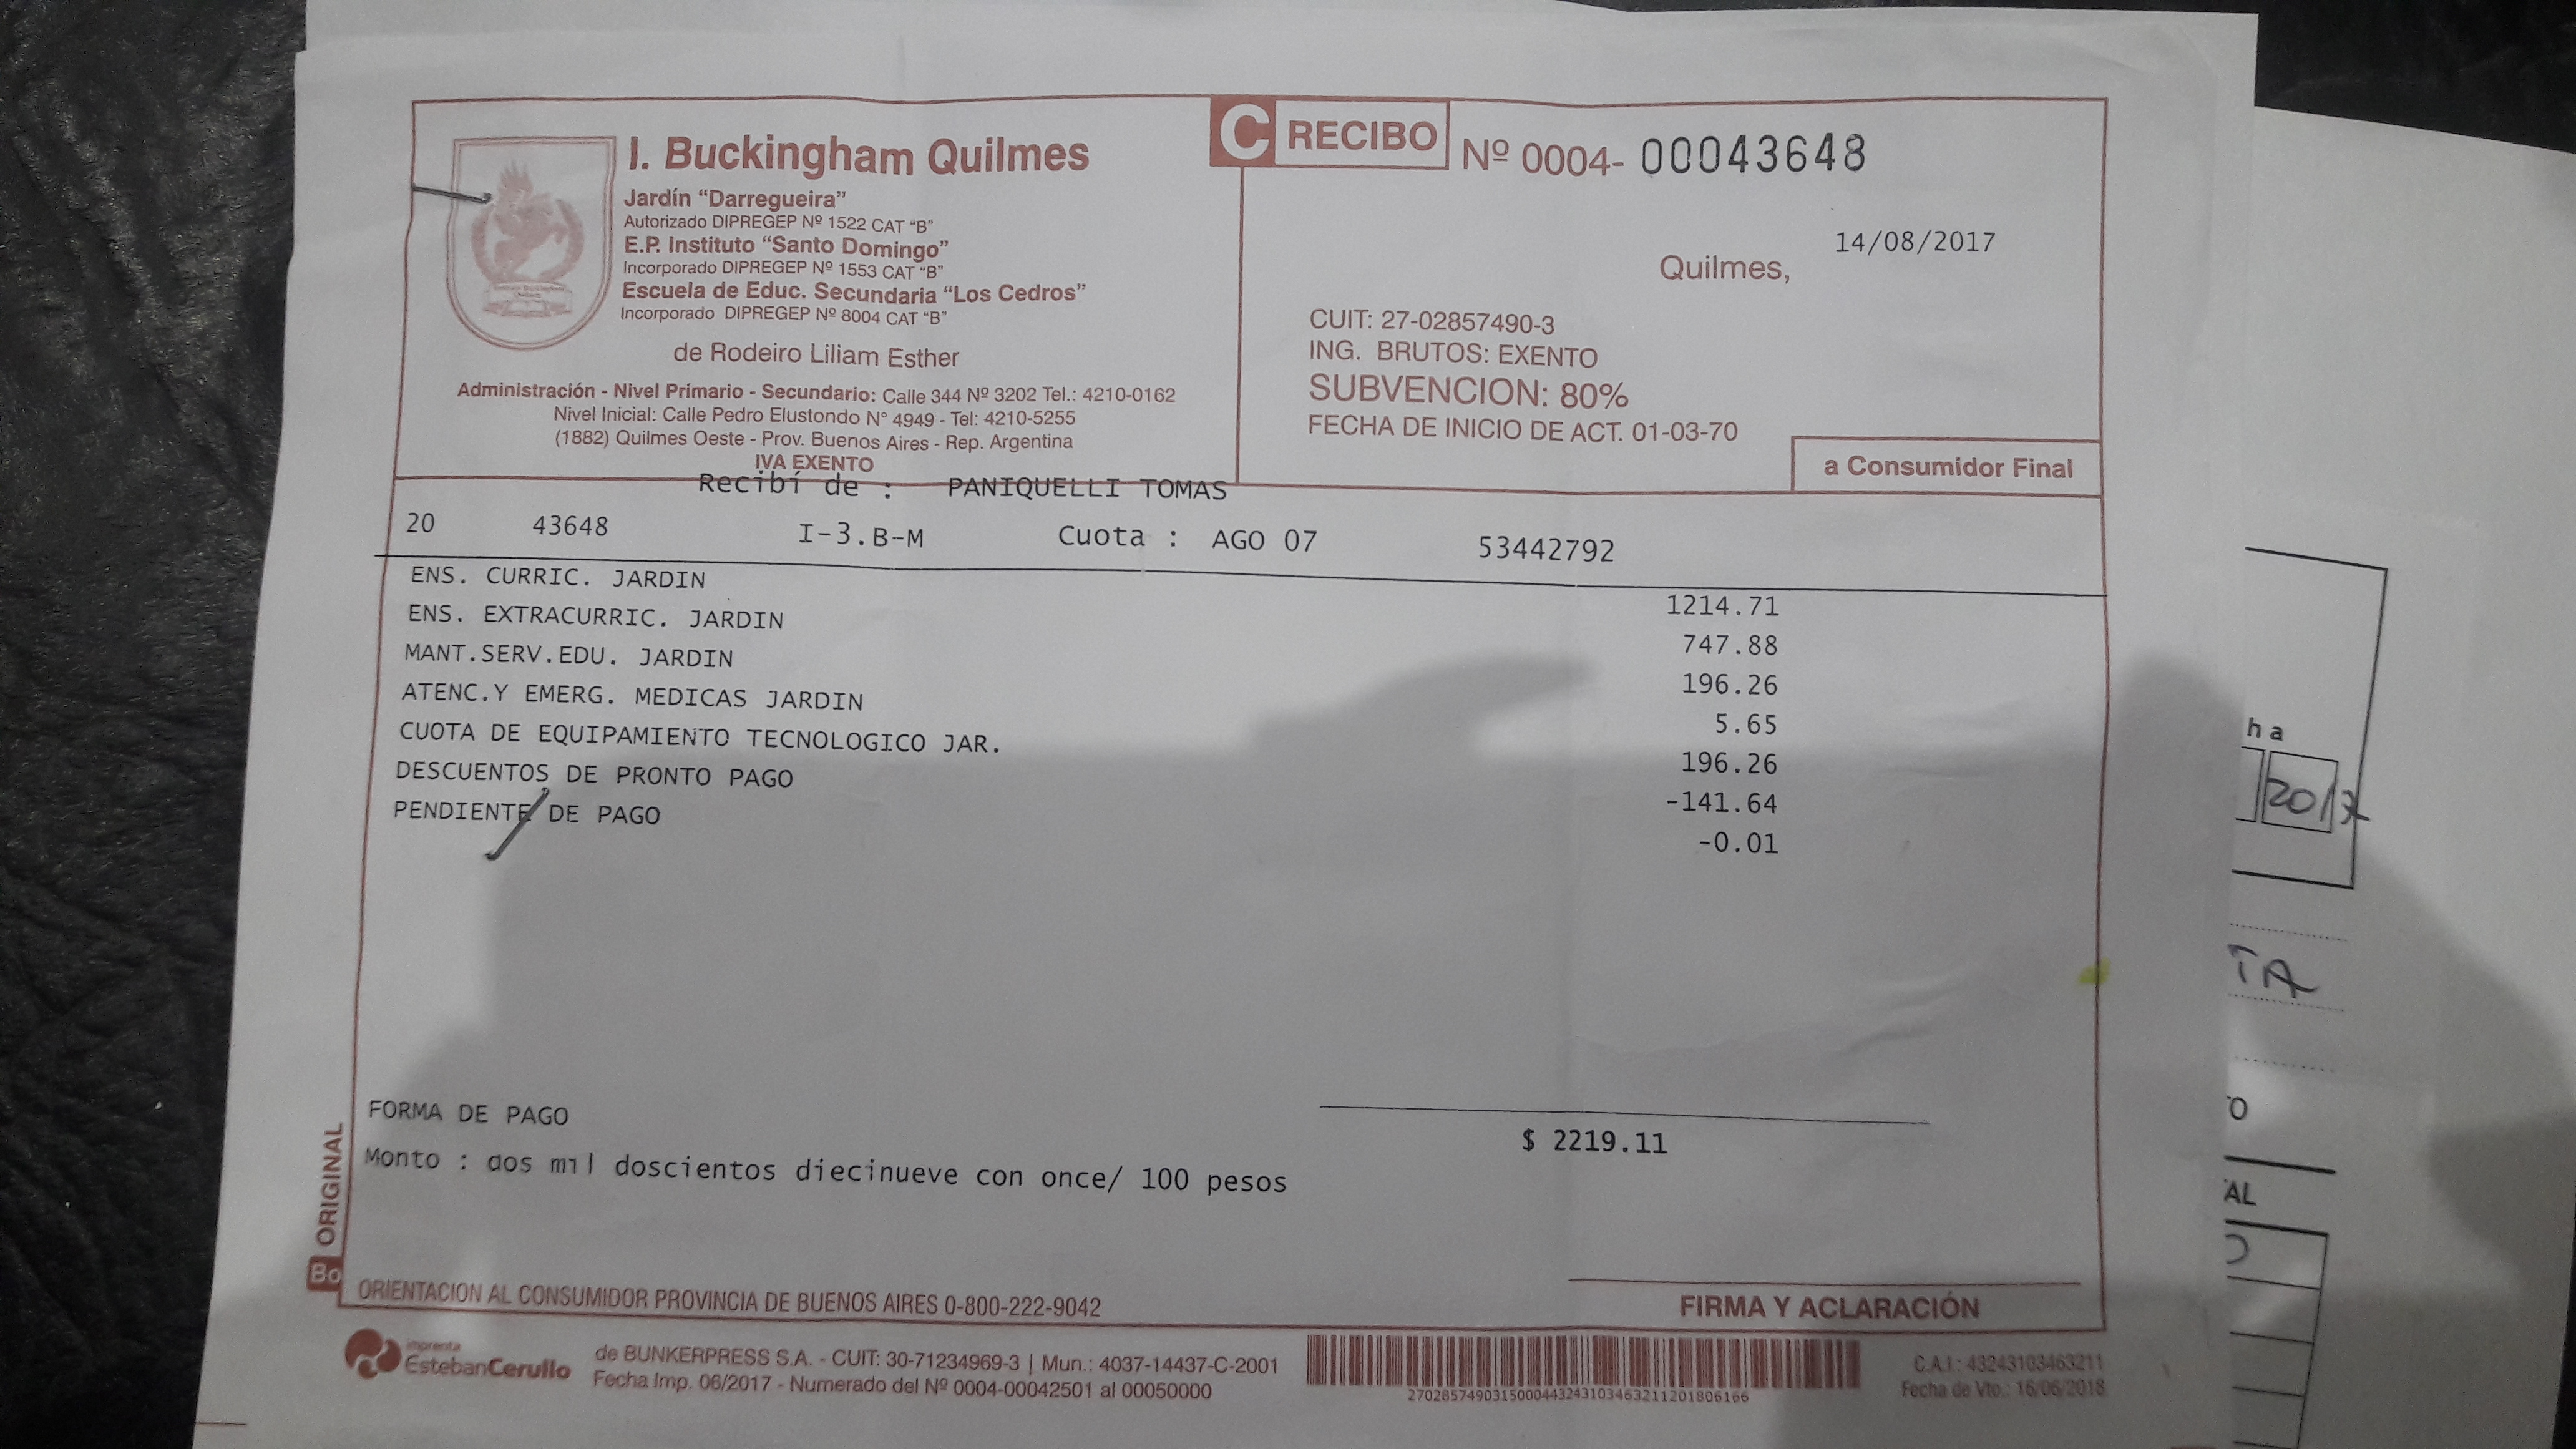 I. Buckingham Quilmes
Jardín "Darregueira"
Autorizado DIPREGEP Nº 1522 CAT "B"
E.P. Instituto "Santo Domingo"
Incorporado DIPREGEP Nº 1553 CAT "B"
Escuela de Educ. Secundaria "Los Cedros"
Incorporado DIPREGEP Nº 8004 CAT "B"
de Rodeiro Liliam Esther
Administración - Nivel Primario - Secundario: Calle 344 Nº 3202 Tel.: 4210-0162
Nivel Inicial: Calle Pedro Elustondo N° 4949 - Tel: 4210-5255
(1882) Quilmes Oeste - Prov. Buenos Aires - Rep. Argentina
IVA EXENTO
C RECIBO Nº 0004- 00043648
14/08/2017
Quilmes,
CUIT: 27-02857490-3
ING. BRUTOS: EXENTO
SUBVENCION: 80%
FECHA DE INICIO DE ACT. 01-03-70
a Consumidor Final
Recibi de : PANIQUELLI TOMAS
20 43648 I-3.B-M Cuota : AGO 07 53442792
ENS. CURRIC. JARDIN 1214.71
ENS. EXTRACURRIC. JARDIN 747.88
MANT.SERV.EDU. JARDIN 196.26
ATENC.Y EMERG. MEDICAS JARDIN 5.65
CUOTA DE EQUIPAMIENTO TECNOLOGICO JAR. 196.26
DESCUENTOS DE PRONTO PAGO -141.64
PENDIENTE DE PAGO -0.01
FORMA DE PAGO
$ 2219.11
Monto : dos mil doscientos diecinueve con once/ 100 pesos
ORIGINAL
FIRMA Y ACLARACIÓN
ORIENTACION AL CONSUMIDOR PROVINCIA DE BUENOS AIRES 0-800-222-9042
imprenta
EstebanCerullo
de BUNKERPRESS S.A. - CUIT: 30-71234969-3 | Mun.: 4037-14437-C-2001
Fecha Imp. 06/2017 - Numerado del Nº 0004-00042501 al 00050000
C.A.I.: 43243103463211
Fecha de Vto.: 16/06/2018
ha
2017
AL